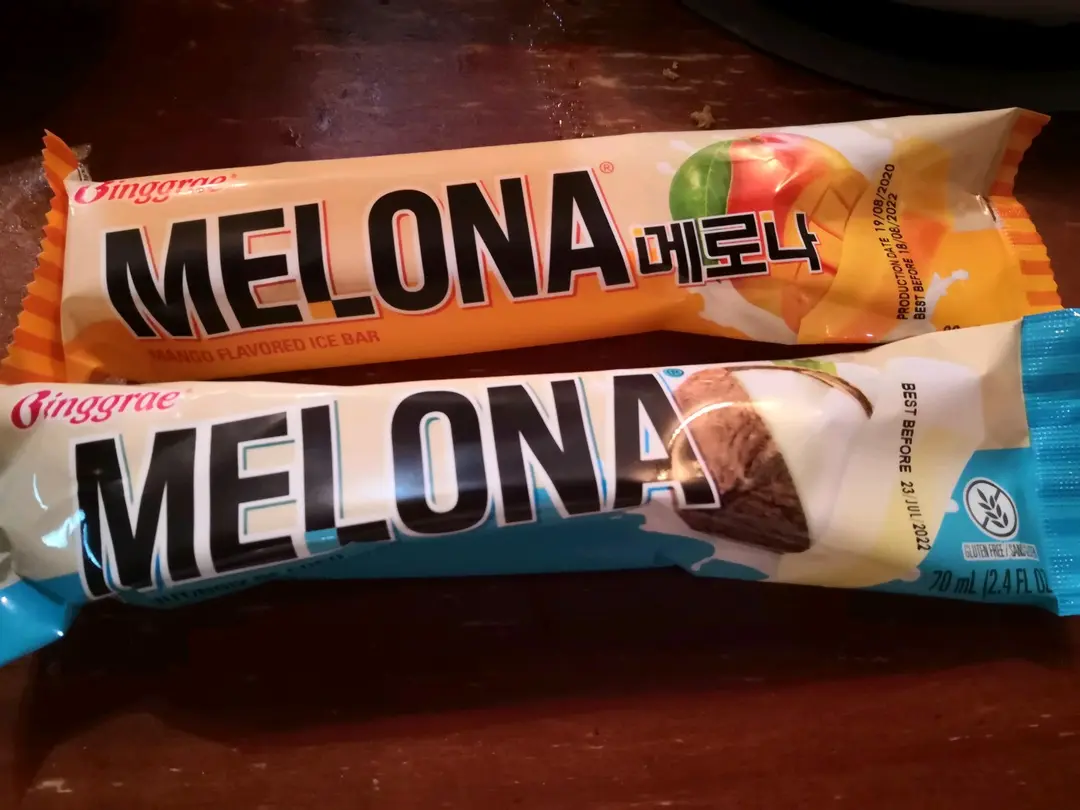 Binggrae
MELONA®
메로나
MANGO FLAVORED ICE BAR
PRODUCTION DATE 19/08/2020
BEST BEFORE 18/08/2022
Binggrae
MELONA®
BEST BEFORE 23/JUL/2022
GLUTEN FREE / SANS
70 mL (2.4 FL OZ